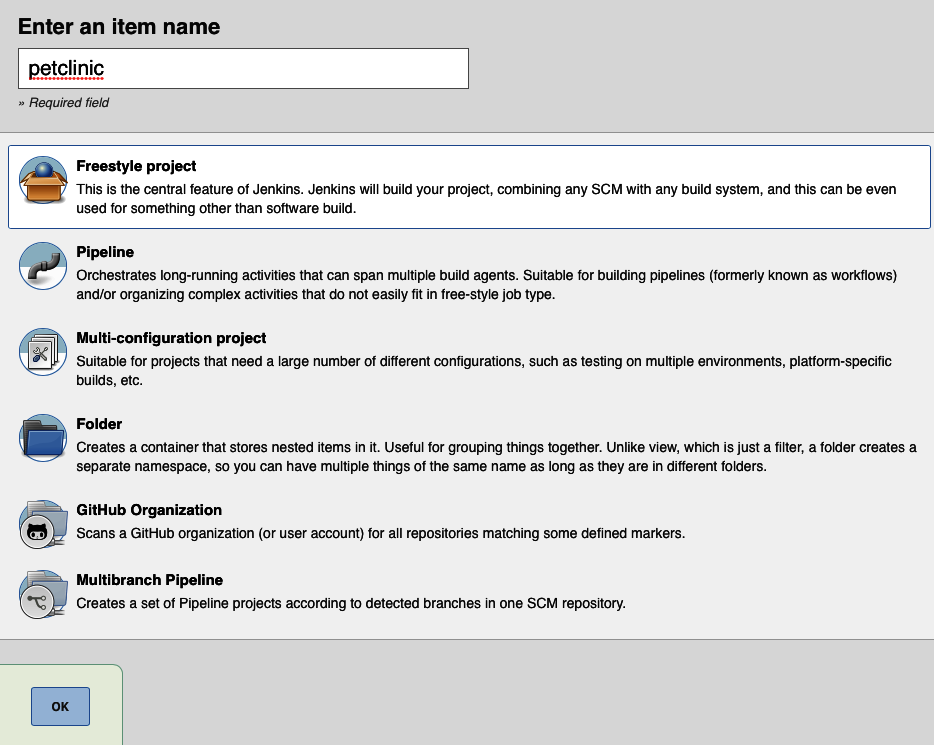 Enter an item name
petclinic
» Required field
Freestyle project
This is the central feature of Jenkins. Jenkins will build your project, combining any SCM with any build system, and this can be even
used for something other than software build.
Pipeline
Orchestrates long-running activities that can span multiple build agents. Suitable for building pipelines (formerly known as workflows)
and/or organizing complex activities that do not easily fit in free-style job type.
Multi-configuration project
Suitable for projects that need a large number of different configurations, such as testing on multiple environments, platform-specific
builds, etc.
Folder
Creates a container that stores nested items in it. Useful for grouping things together. Unlike view, which is just a filter, a folder creates a
separate namespace, so you can have multiple things of the same name as long as they are in different folders.
GitHub Organization
Scans a GitHub organization (or user account) for all repositories matching some defined markers.
Multibranch Pipeline
Creates a set of Pipeline projects according to detected branches in one SCM repository.
OK